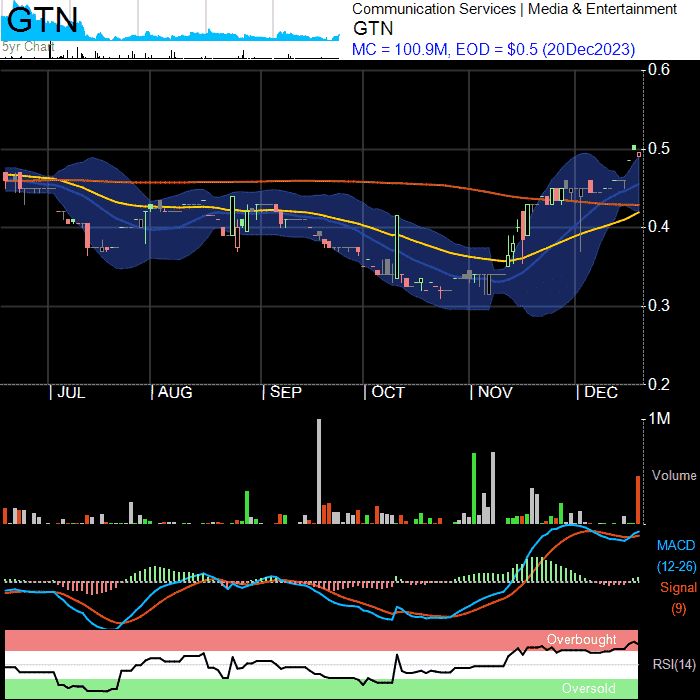 GTN
5yr Chart
Communication Services | Media & Entertainment
GTN
MC = 100.9M, EOD = $0.5 (20Dec2023)
0.6
0.5
0.4
0.3
0.2
| JUL | AUG | SEP | OCT | NOV | DEC
1M
Volume
MACD
(12-26)
Signal
(9)
Overbought
RSI(14)
Oversold